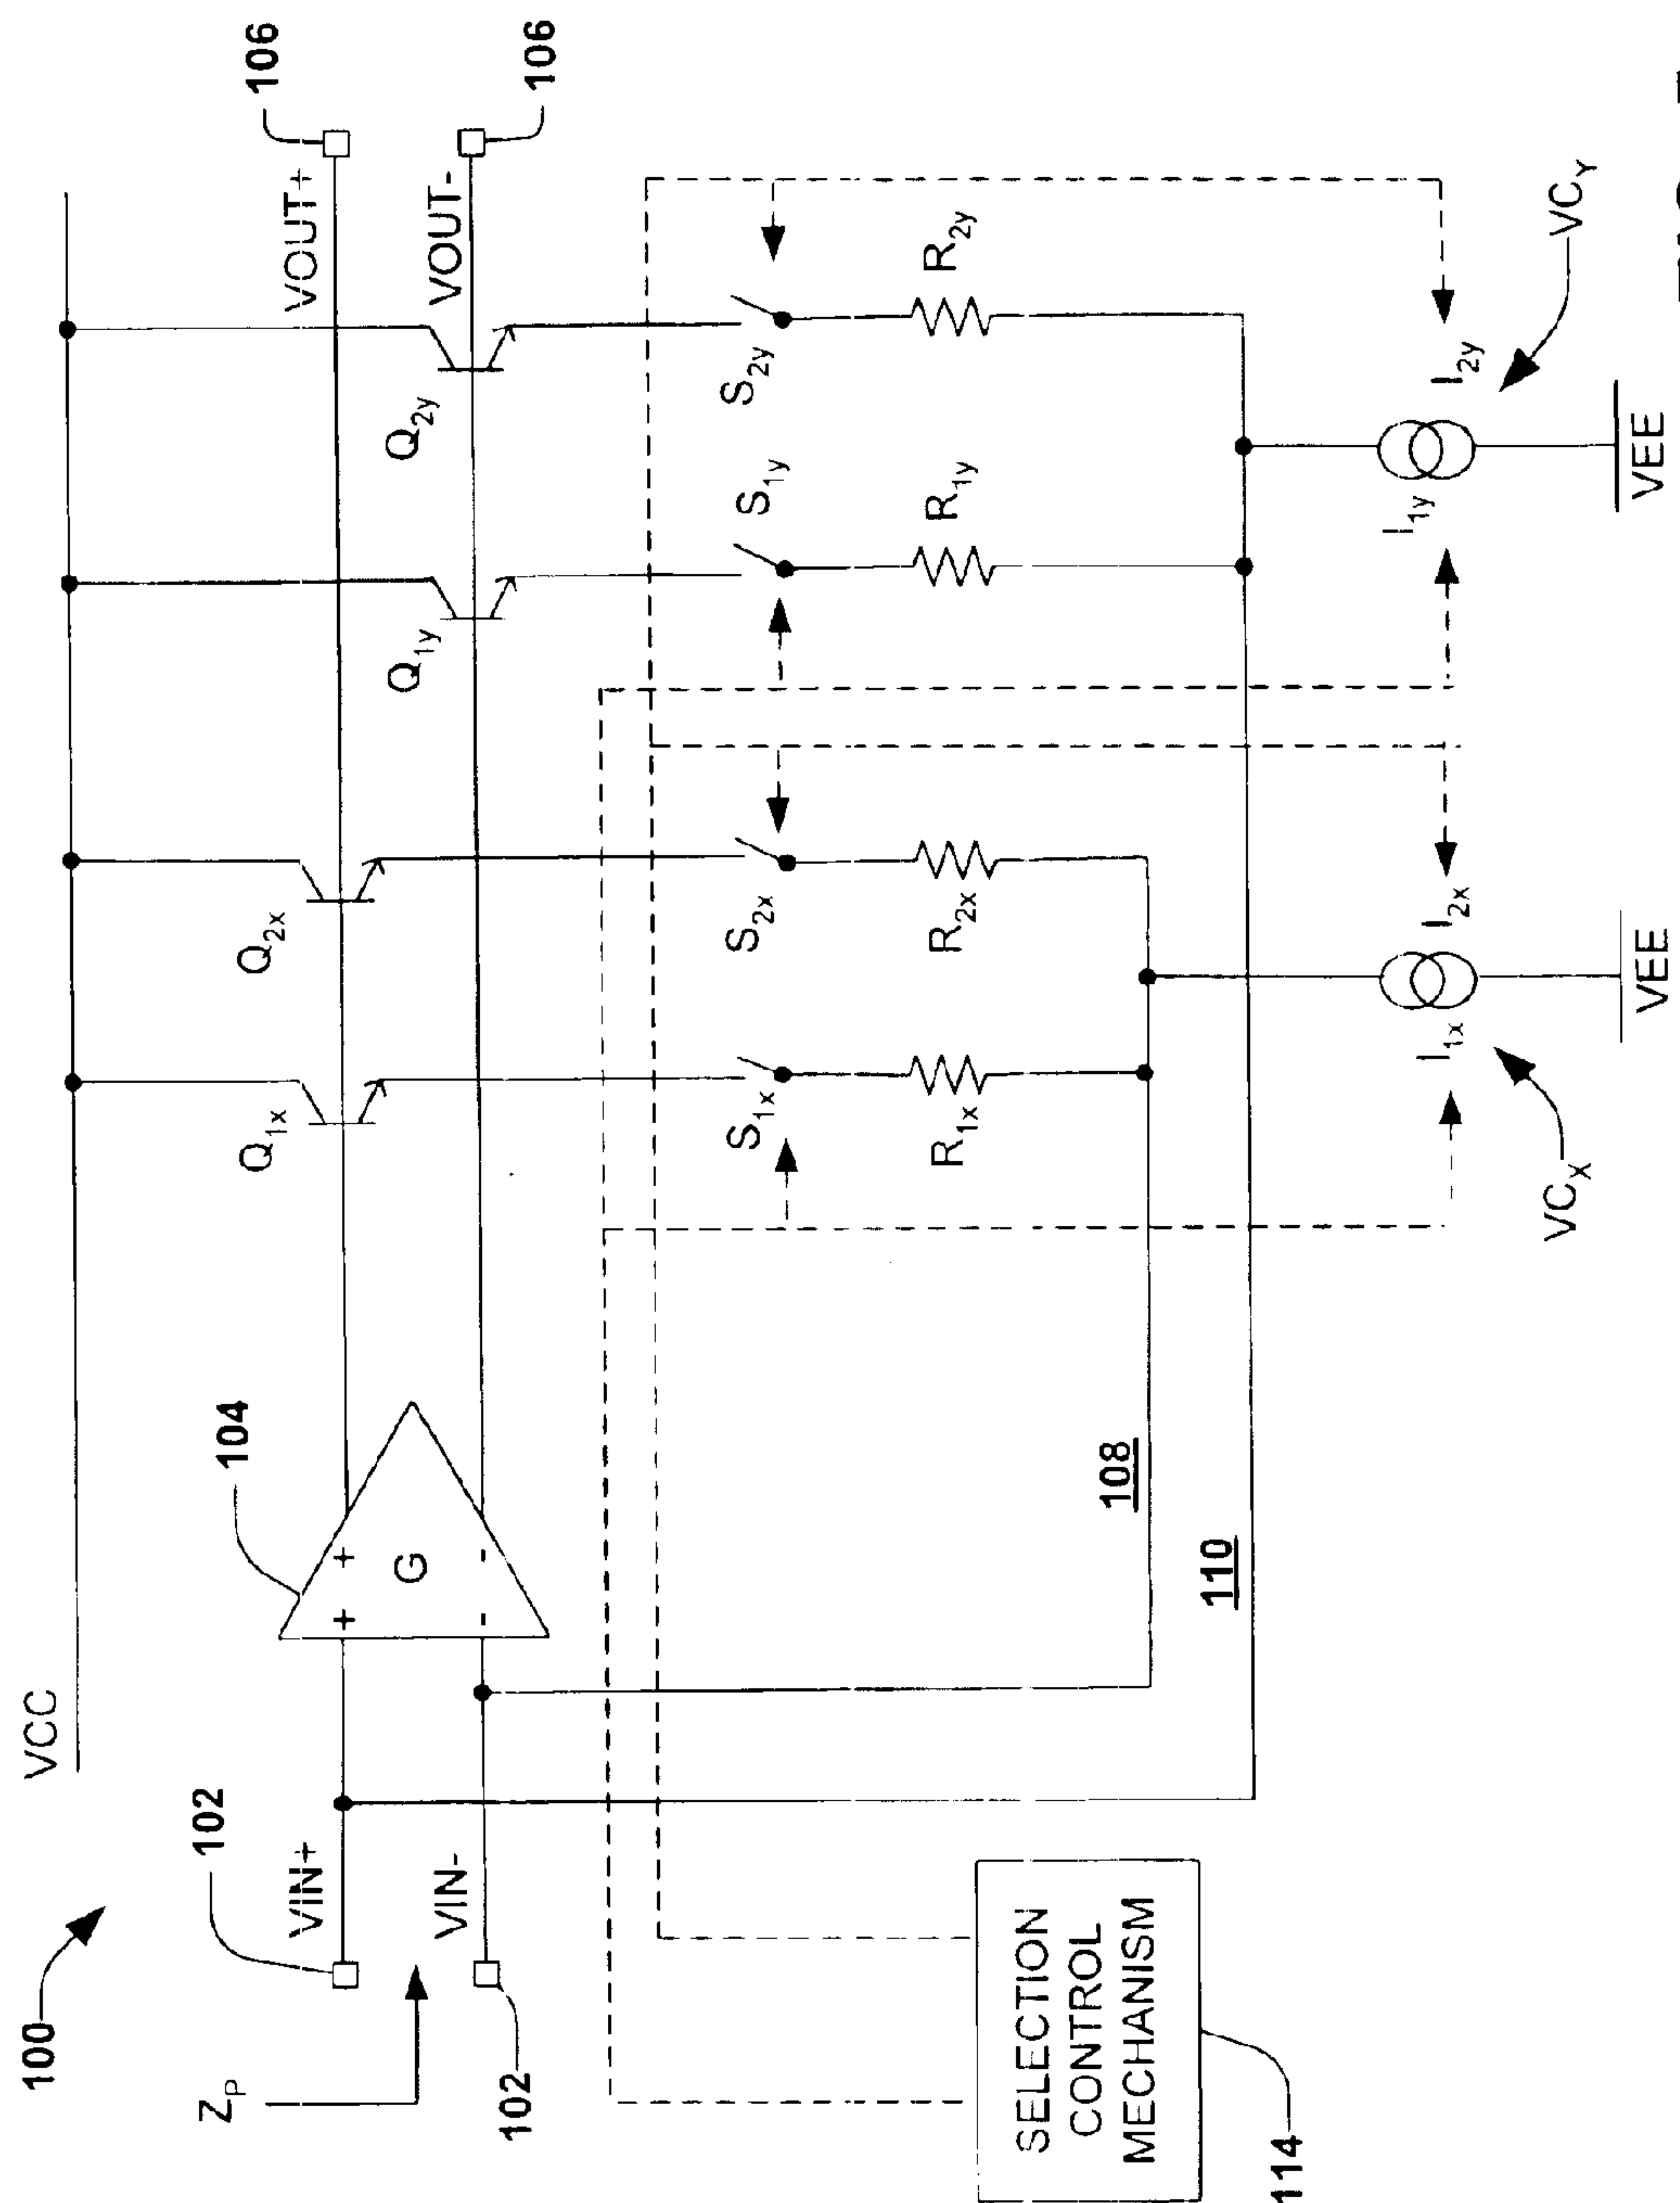 100
VCC
102
VIN+
ZP
VIN-
102
104
+ +
G
- -
Q1x
Q2x
Q1y
Q2y
VOUT+
106
VOUT-
106
S1x
S2x
S1y
S2y
R1x
R2x
R1y
R2y
108
110
I1x
I2x
I1y
I2y
VCX
VCY
VEE
VEE
SELECTION
CONTROL
MECHANISM
114